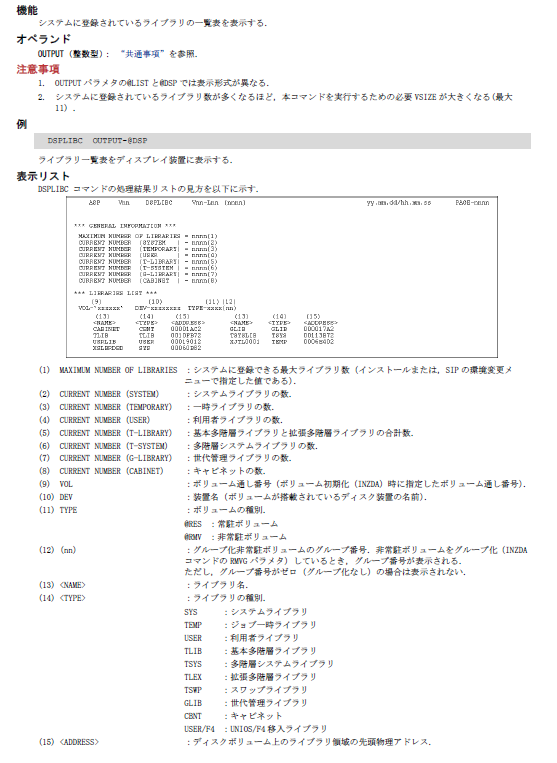 機能
システムに登録されているライブラリの一覧表を表示する.
オペランド
OUTPUT（整数型）: “共通事項”を参照.
注意事項
1. OUTPUTパラメタの@LISTと@DSPでは表示形式が異なる.
2. システムに登録されているライブラリ数が多くなるほど, 本コマンドを実行するための必要VSIZEが大きくなる(最大
11).
例
DSPLIBC OUTPUT-@DSP
ライブラリ一覧表をディスプレイ装置に表示する.
表示リスト
DSPLIBC コマンドの処理結果リストの見方を以下に示す.
ASP Vnn DSPLIBC Vnn-Lnn (nnnn) yy.mm.dd/hh.mm.ss PAGE-nnnn
*** GENERAL INFORMATION ***
MAXIMUM NUMBER OF LIBRARIES = nnnn(1)
CURRENT NUMBER (SYSTEM ) = nnnn(2)
CURRENT NUMBER (TEMPORARY) = nnnn(3)
CURRENT NUMBER (USER ) = nnnn(4)
CURRENT NUMBER (T-LIBRARY) = nnnn(5)
CURRENT NUMBER (T-SYSTEM ) = nnnn(6)
CURRENT NUMBER (G-LIBRARY) = nnnn(7)
CURRENT NUMBER (CABINET ) = nnnn(8)
*** LIBRARIES LIST ***
(9) (10) (11) (12)
VOL-'xxxxxx' DEV-xxxxxxxx TYPE-xxxx(nn)
(13) (14) (15) (13) (14) (15)
<NAME> <TYPE> <ADDRESS> <NAME> <TYPE> <ADDRESS>
CABINET CBNT 00001AC2 GLIB GLIB 000017A2
TLIB TLIB 0010FB72 TSYSLIB TSYS 00113B72
USRLIB USER 00019012 XJTL0001 TEMP 0006E402
XSLBRDED SYS 00060D82
(1) MAXIMUM NUMBER OF LIBRARIES : システムに登録できる最大ライブラリ数（インストールまたは, SIPの環境変更メ
ニューで指定した値である).
(2) CURRENT NUMBER (SYSTEM) : システムライブラリの数.
(3) CURRENT NUMBER (TEMPORARY) : 一時ライブラリの数.
(4) CURRENT NUMBER (USER) : 利用者ライブラリの数.
(5) CURRENT NUMBER (T-LIBRARY) : 基本多階層ライブラリと拡張多階層ライブラリの合計数.
(6) CURRENT NUMBER (T-SYSTEM) : 多階層システムライブラリの数.
(7) CURRENT NUMBER (G-LIBRARY) : 世代管理ライブラリの数.
(8) CURRENT NUMBER (CABINET) : キャビネットの数.
(9) VOL : ボリューム通し番号（ボリューム初期化（INZDA）時に指定したボリューム通し番号).
(10) DEV : 装置名（ボリュームが搭載されているディスク装置の名前).
(11) TYPE : ボリュームの種別.
@RES : 常駐ボリューム
@RMV : 非常駐ボリューム
(12) (nn) : グループ化非常駐ボリュームのグループ番号. 非常駐ボリュームをグループ化（INZDA
コマンドのRMVGパラメタ）しているとき, グループ番号が表示される.
ただし, グループ番号がゼロ（グループ化なし）の場合は表示されない.
(13) <NAME> : ライブラリ名.
(14) <TYPE> : ライブラリの種別.
SYS : システムライブラリ
TEMP : ジョブ一時ライブラリ
USER : 利用者ライブラリ
TLIB : 基本多階層ライブラリ
TSYS : 多階層システムライブラリ
TLEX : 拡張多階層ライブラリ
TSWP : スワップライブラリ
GLIB : 世代管理ライブラリ
CBNT : キャビネット
USER/F4 : UNIOS/F4 移入ライブラリ
(15) <ADDRESS> : ディスクボリューム上のライブラリ領域の先頭物理アドレス.